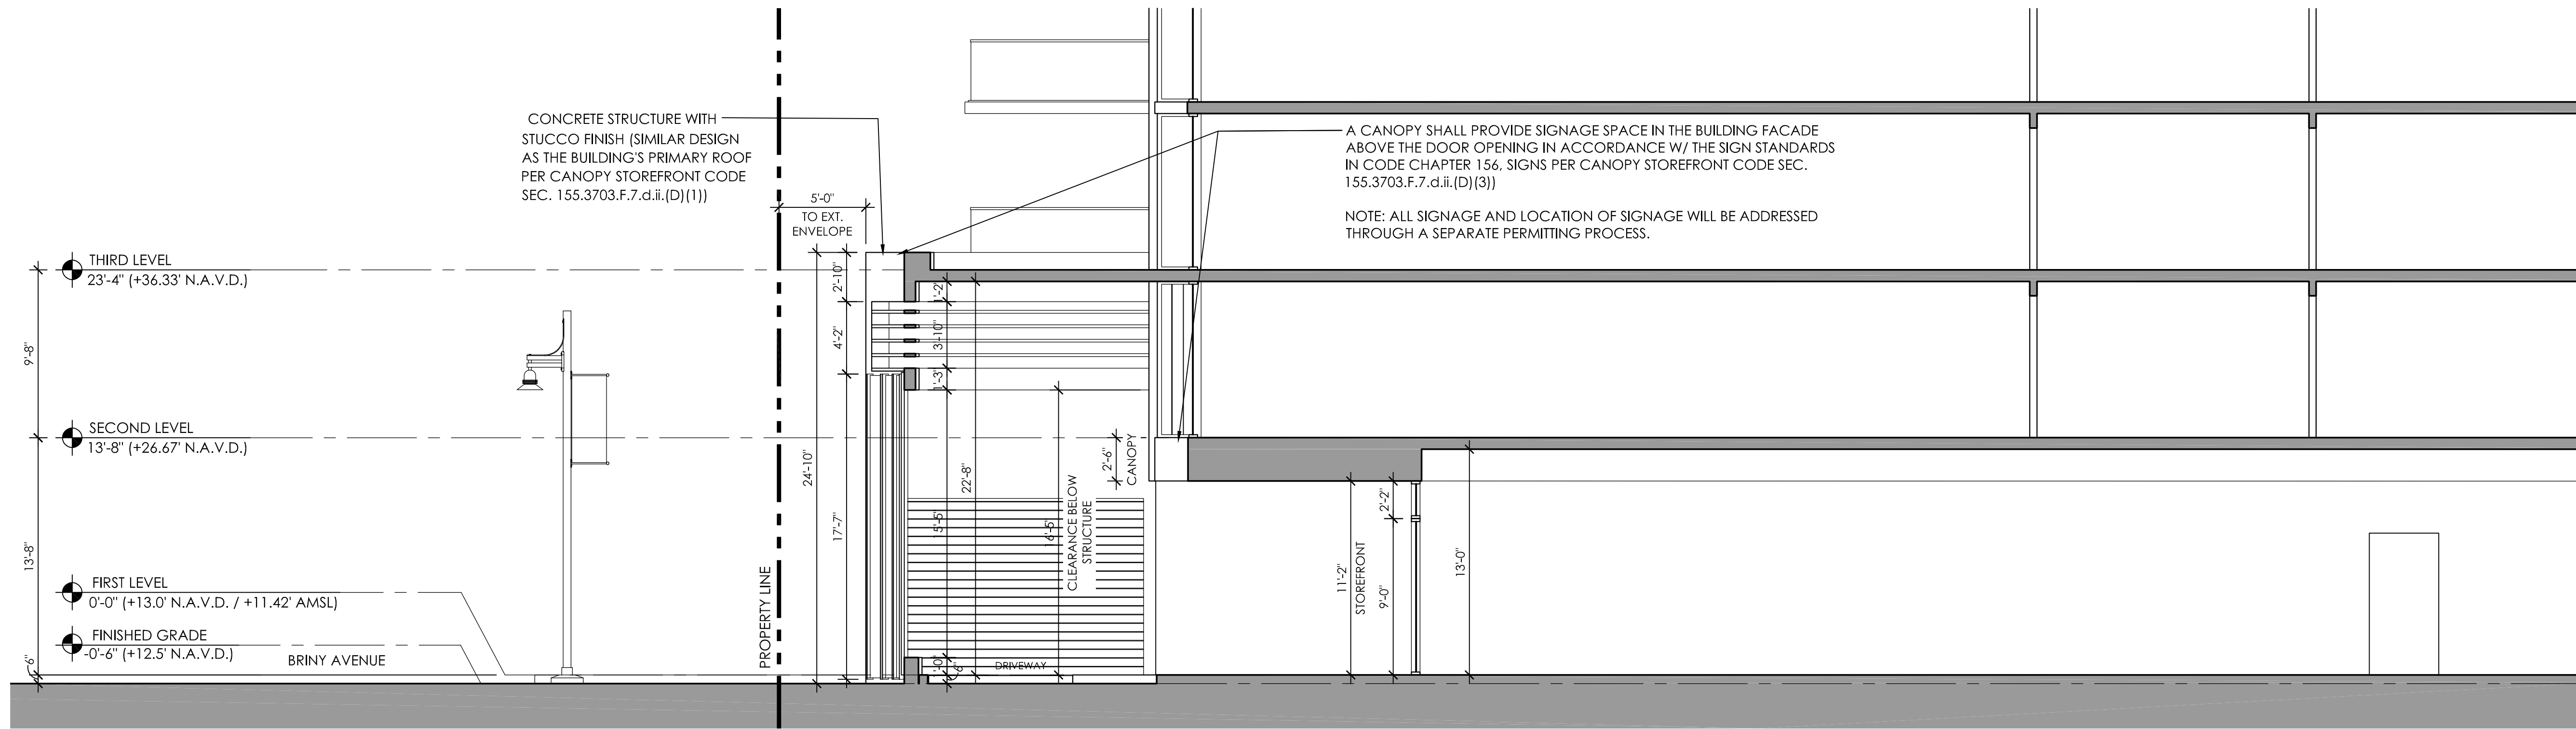 CONCRETE STRUCTURE WITH
STUCCO FINISH (SIMILAR DESIGN
AS THE BUILDING'S PRIMARY ROOF
PER CANOPY STOREFRONT CODE
SEC. 155.3703.F.7.d.ii.(D)(1))
A CANOPY SHALL PROVIDE SIGNAGE SPACE IN THE BUILDING FACADE
ABOVE THE DOOR OPENING IN ACCORDANCE W/ THE SIGN STANDARDS
IN CODE CHAPTER 156, SIGNS PER CANOPY STOREFRONT CODE SEC.
155.3703.F.7.d.ii.(D)(3))
NOTE: ALL SIGNAGE AND LOCATION OF SIGNAGE WILL BE ADDRESSED
THROUGH A SEPARATE PERMITTING PROCESS.
5'-0"
TO EXT.
ENVELOPE
THIRD LEVEL
23'-4" (+36.33' N.A.V.D.)
SECOND LEVEL
13'-8" (+26.67' N.A.V.D.)
FIRST LEVEL
0'-0" (+13.0' N.A.V.D. / +11.42' AMSL)
FINISHED GRADE
-0'-6" (+12.5' N.A.V.D.)
BRINY AVENUE
9'-8"
13'-8"
6"
PROPERTY LINE
24'-10"
2'-10"
4'-2"
17'-7"
1'-2"
3'-10"
1'-3"
15'-5"
1'-0"
6"
22'-8"
16'-5"
CLEARANCE BELOW
STRUCTURE
DRIVEWAY
2'-6"
CANOPY
11'-2"
STOREFRONT
2'-2"
9'-0"
13'-0"